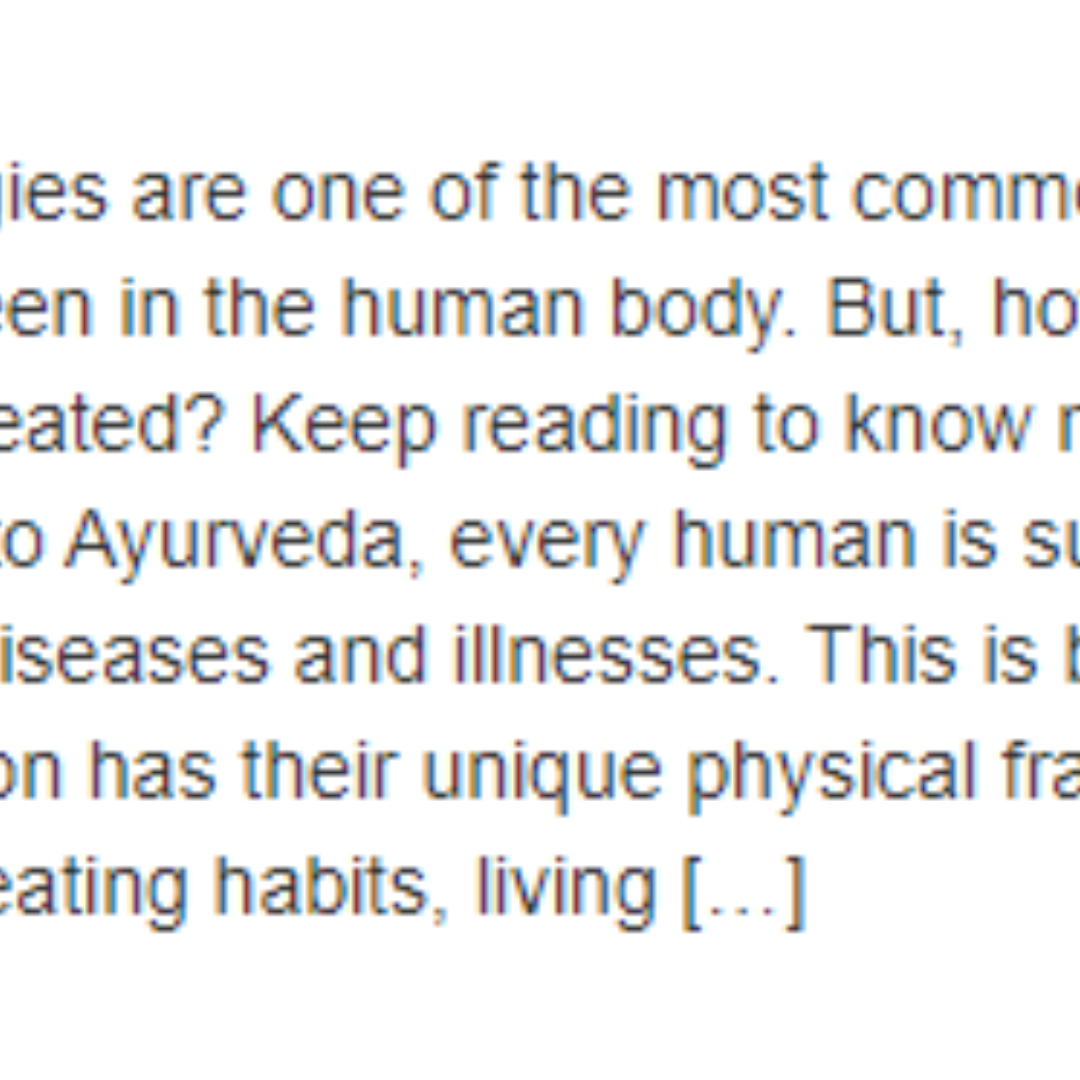 gies are one of the most comm
een in the human body. But, ho
eated? Keep reading to know
to Ayurveda, every human is su
iseases and illnesses. This is b
on has their unique physical fra
eating habits, living [...]